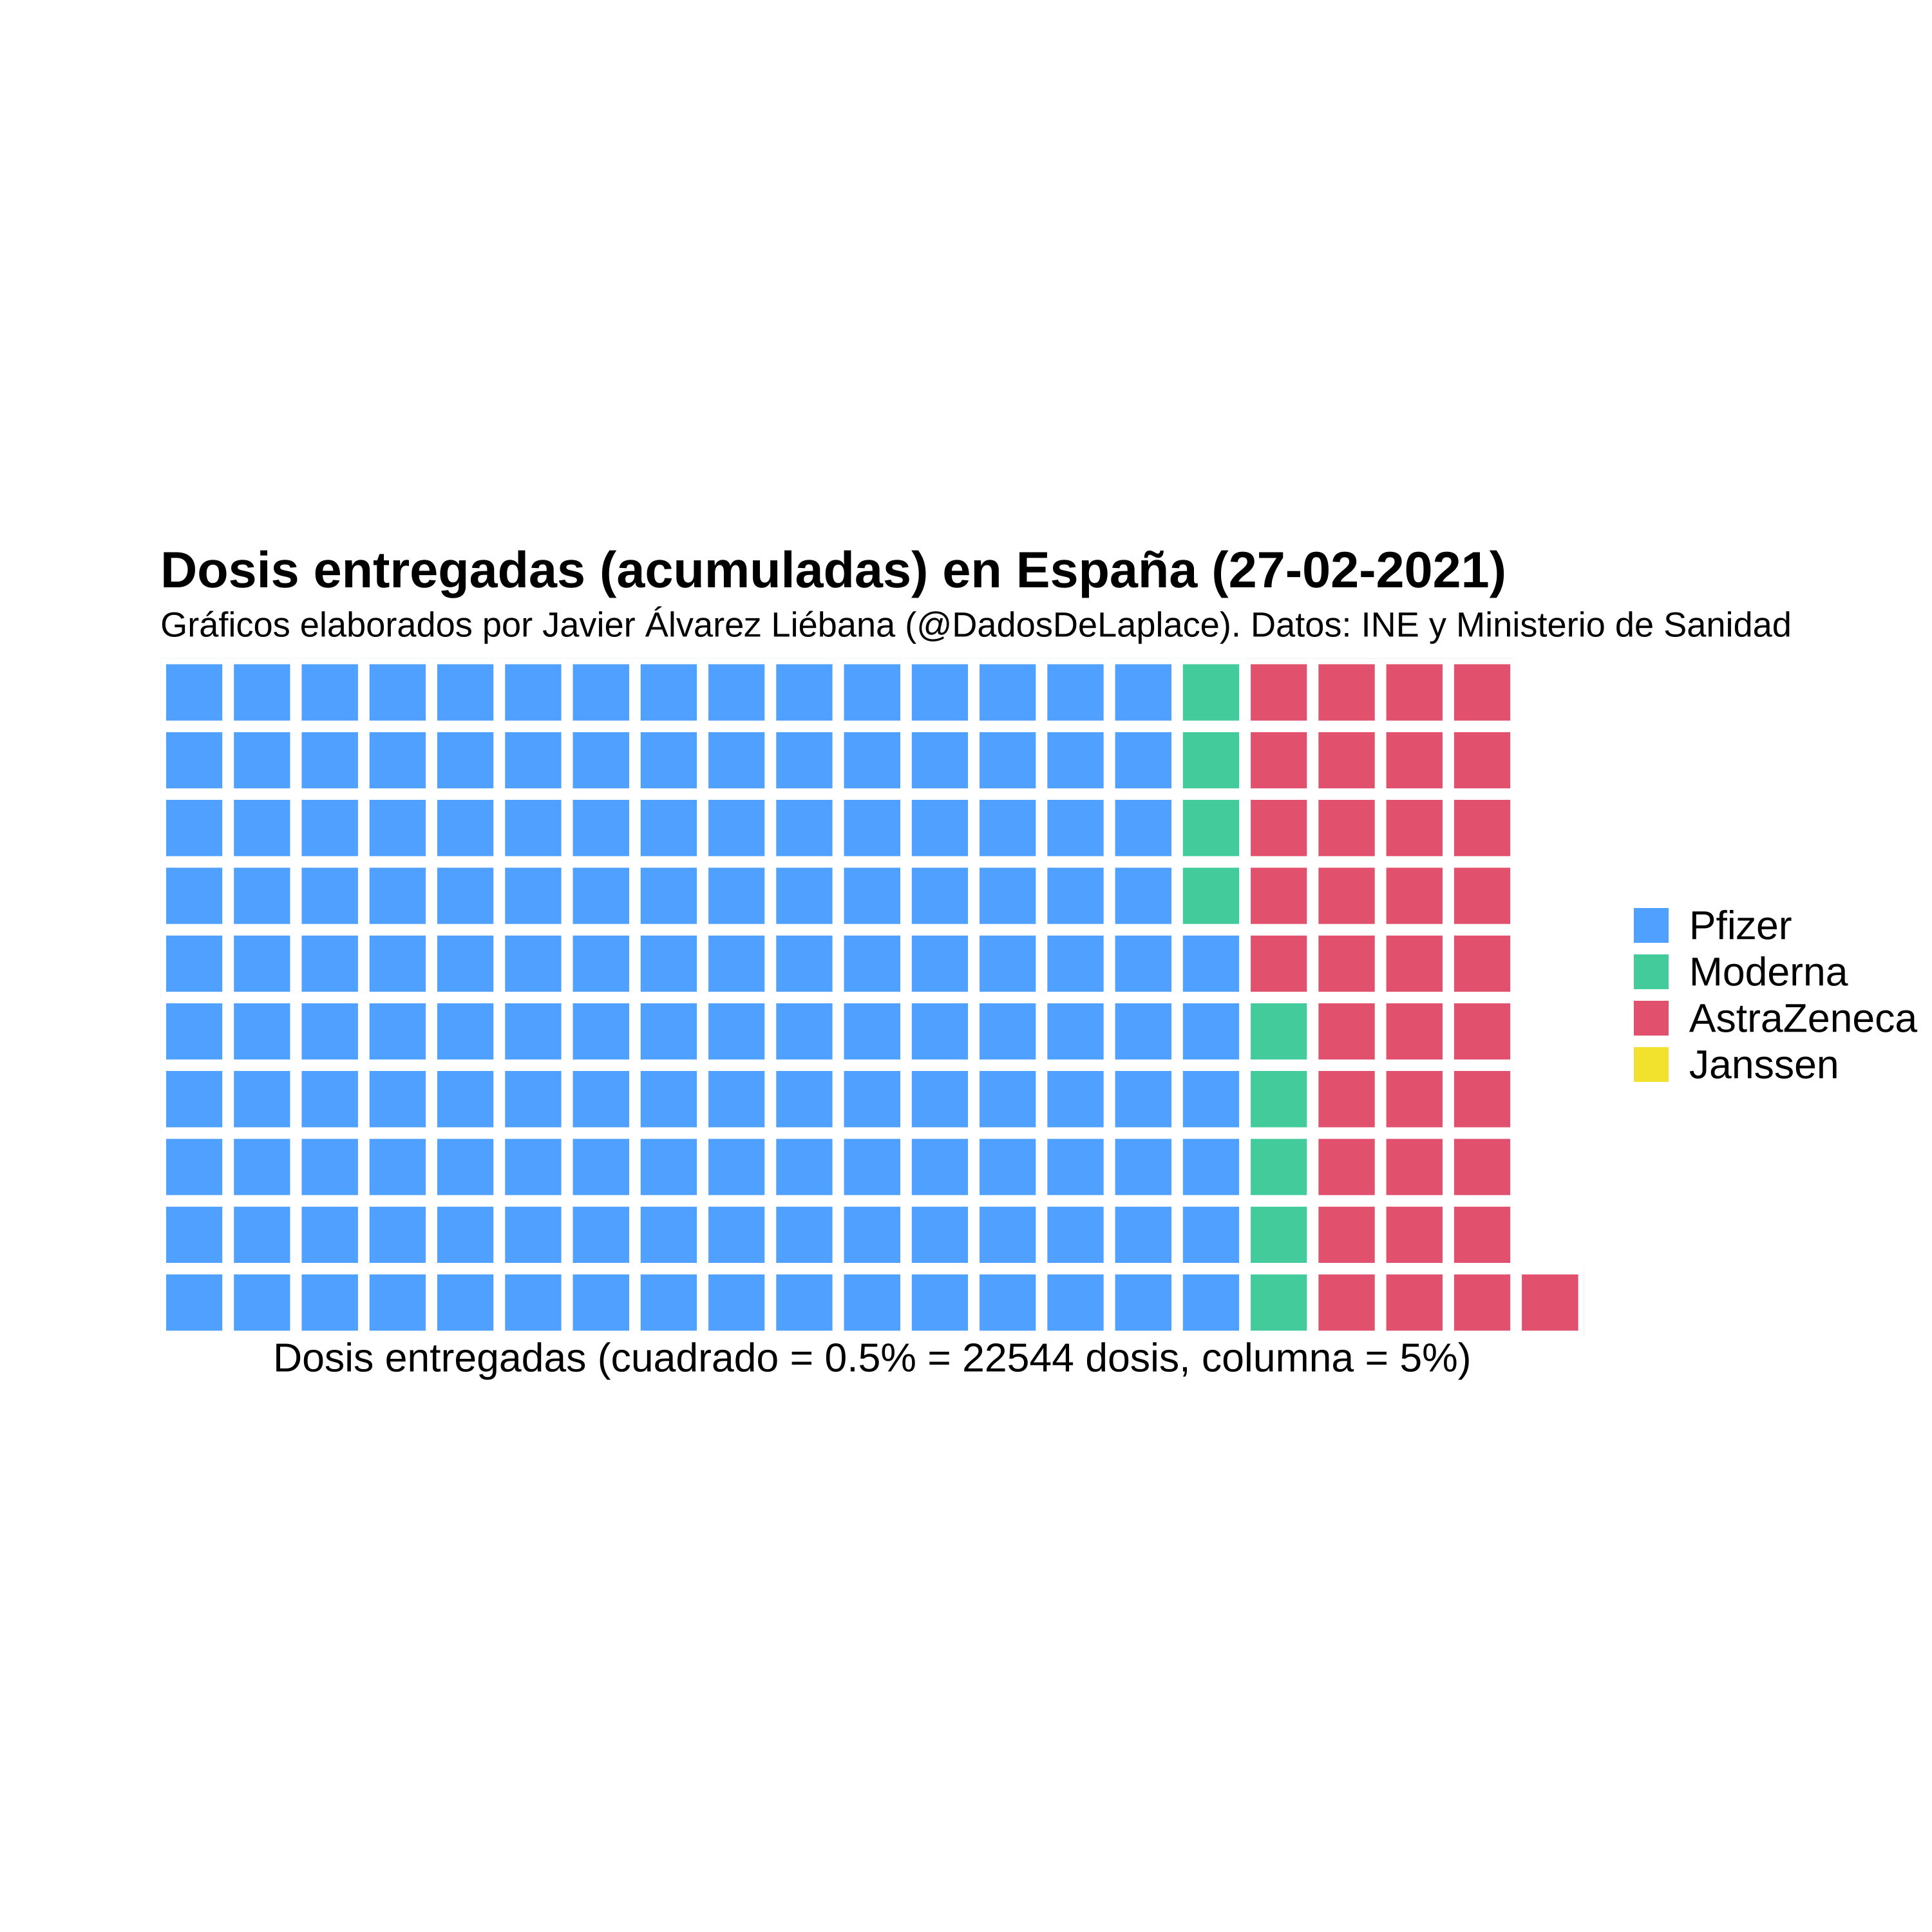 Dosis entregadas (acumuladas) en España (27-02-2021)
Gráficos elaborados por Javier Álvarez Liébana (@DadosDeLaplace). Datos: INE y Ministerio de Sanidad
Pfizer
Moderna
AstraZeneca
Janssen
Dosis entregadas (cuadrado = 0.5% = 22544 dosis, columna = 5%)